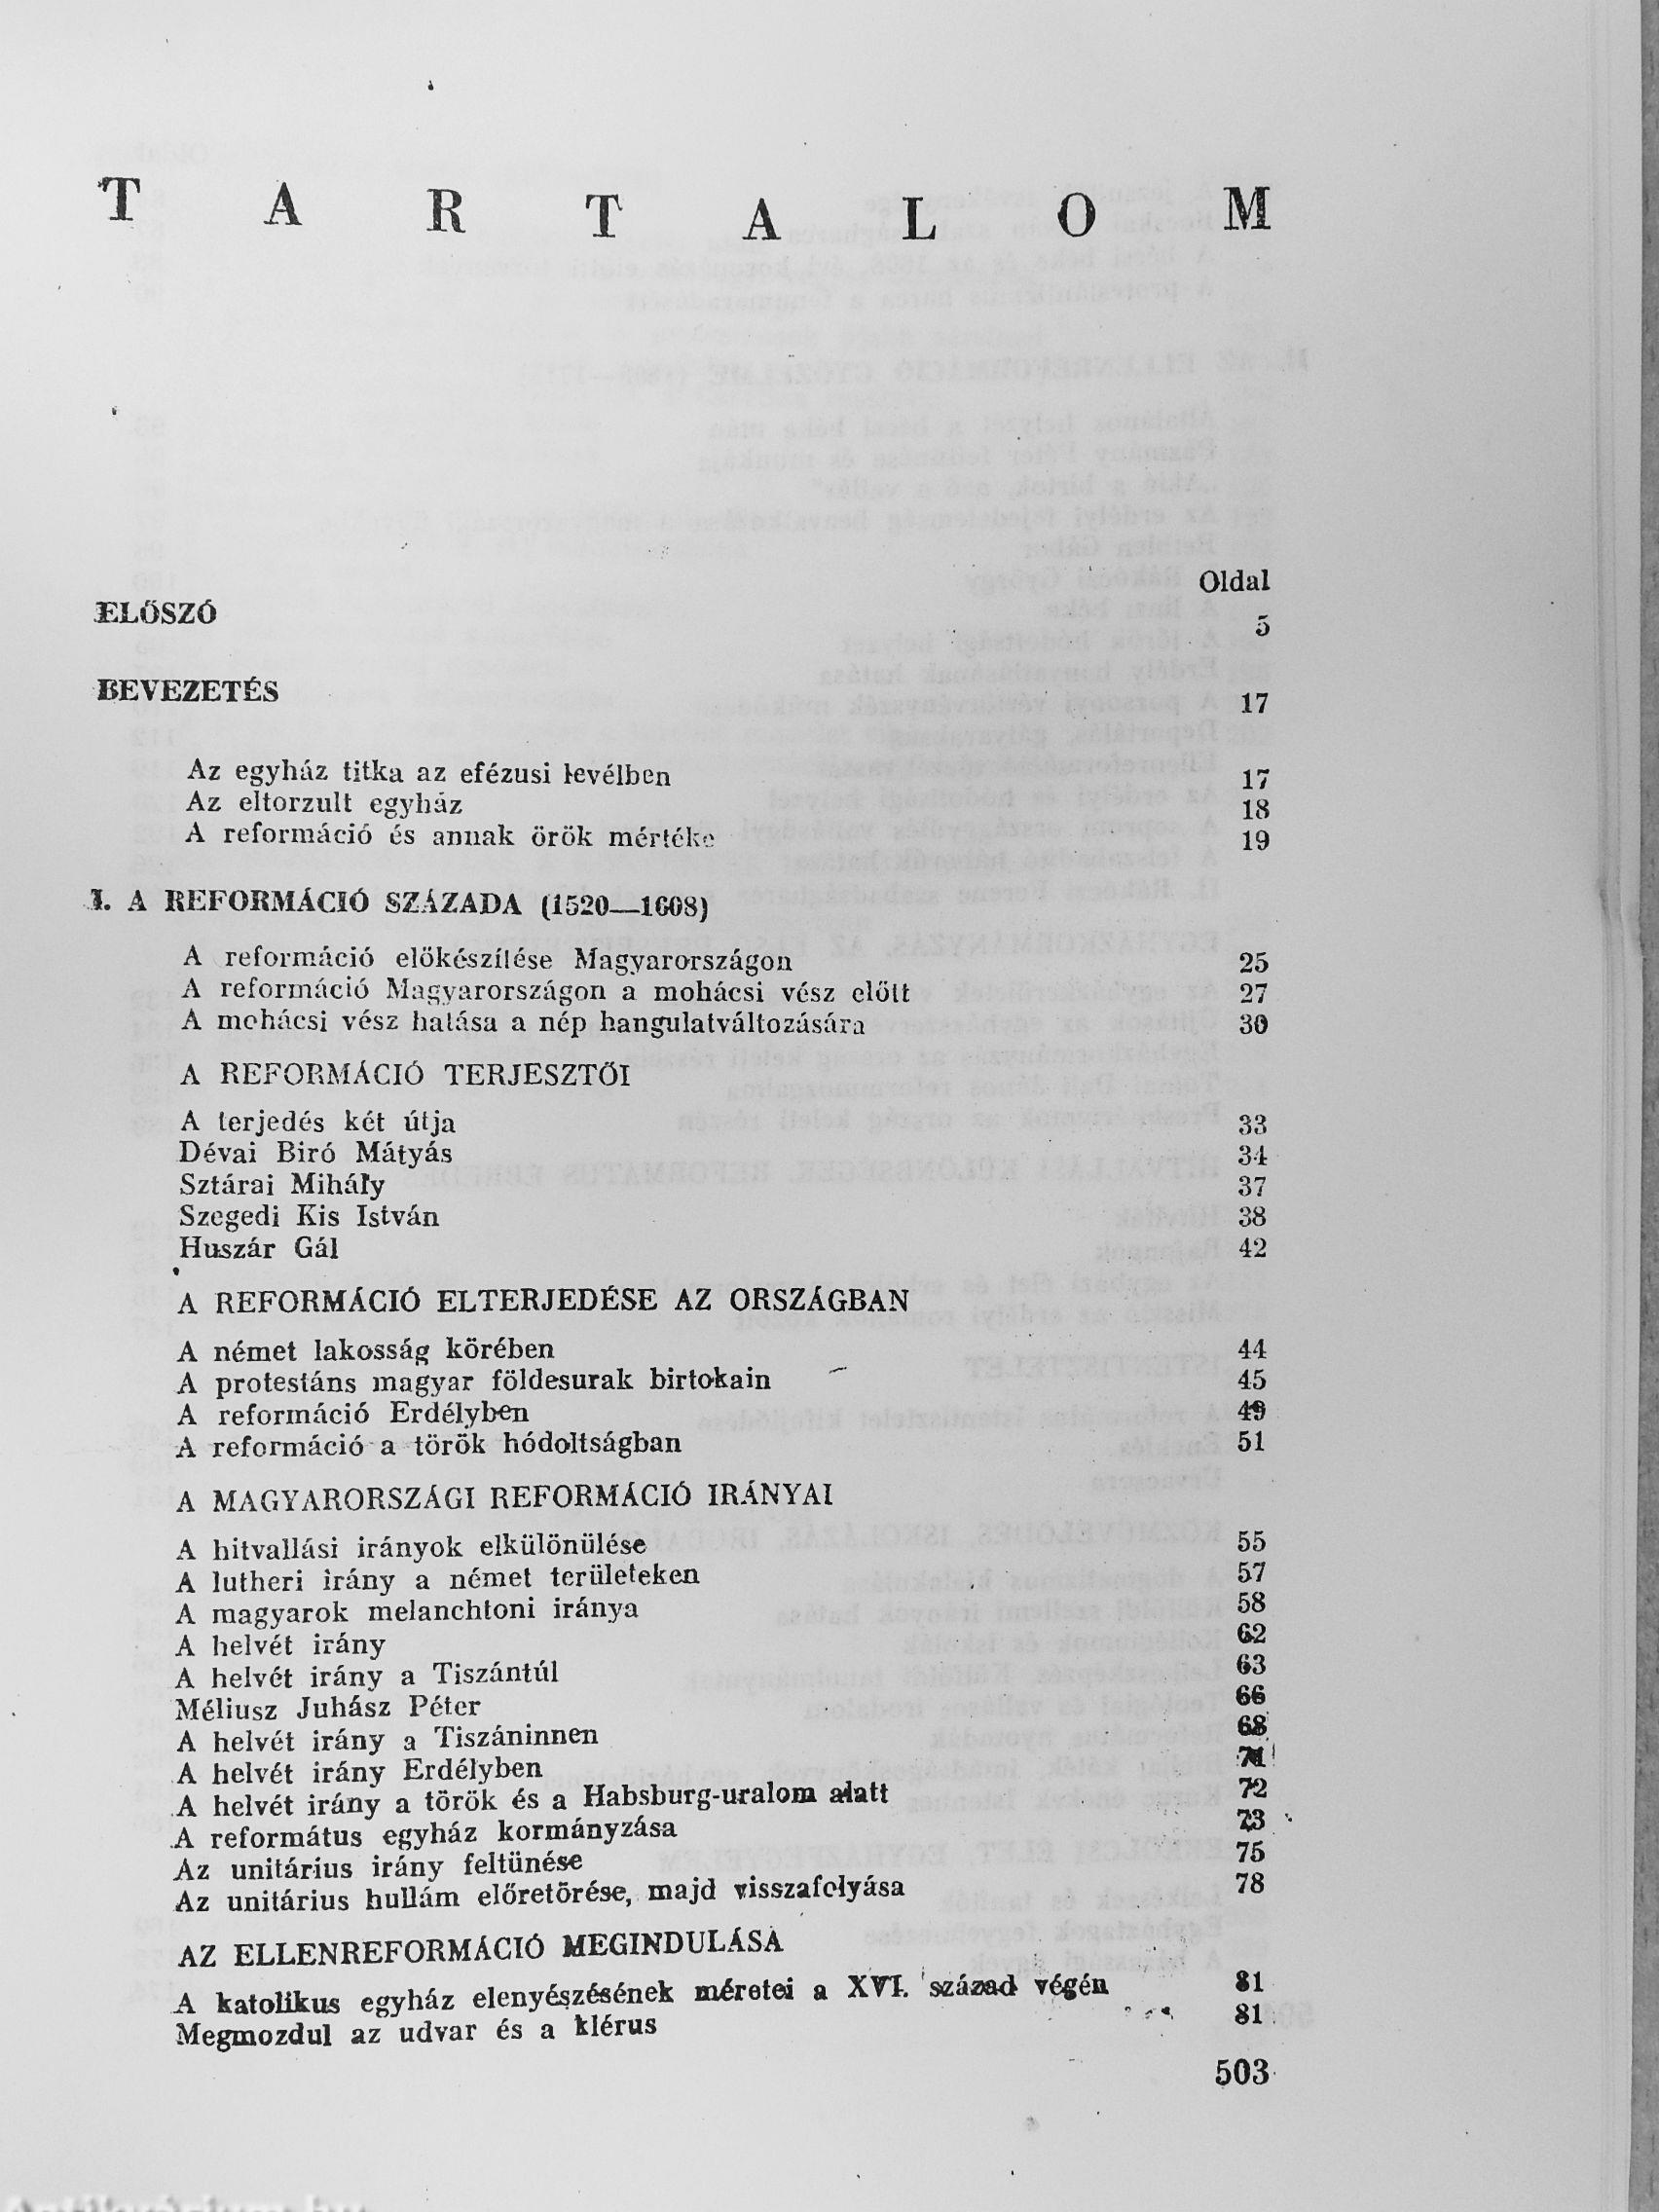 TARTALOM
Oldal
ELŐSZÓ 5
BEVEZETÉS 17
Az egyház titka az efézusi levélben 17
Az eltorzult egyház 18
A reformáció és annak örök mértéke 19
I. A REFORMÁCIÓ SZÁZADA (1520—1608)
A reformáció előkészílése Magyarországon 25
A reformáció Magyarországon a mohácsi vész előtt 27
A mohácsi vész hatása a nép hangulatváltozására 30
A REFORMÁCIÓ TERJESZTŐI
A terjedés két útja 33
Dévai Biró Mátyás 34
Sztárai Mihály 37
Szegedi Kis István 38
Huszár Gál 42
A REFORMÁCIÓ ELTERJEDÉSE AZ ORSZÁGBAN
A német lakosság körében 44
A protestáns magyar földesurak birtokain 45
A reformáció Erdélyben 49
A reformáció a török hódoltságban 51
A MAGYARORSZÁGI REFORMÁCIÓ IRÁNYAI
A hitvallási irányok elkülönülése 55
A lutheri irány a német területeken 57
A magyarok melanchtoni iránya 58
A helvét irány 62
A helvét irány a Tiszántúl 63
Méliusz Juhász Péter 66
A helvét irány a Tiszáninnen 68
A helvét irány Erdélyben 71
A helvét irány a török és a Habsburg-uralom alatt 72
A református egyház kormányzása 73
Az unitárius irány feltünése 75
Az unitárius hullám előretörése, majd visszafolyása 78
AZ ELLENREFORMÁCIÓ MEGINDULÁSA
A katolikus egyház elenyészésének méretei a XVI. század végén 81
Megmozdul az udvar és a klérus 81
503